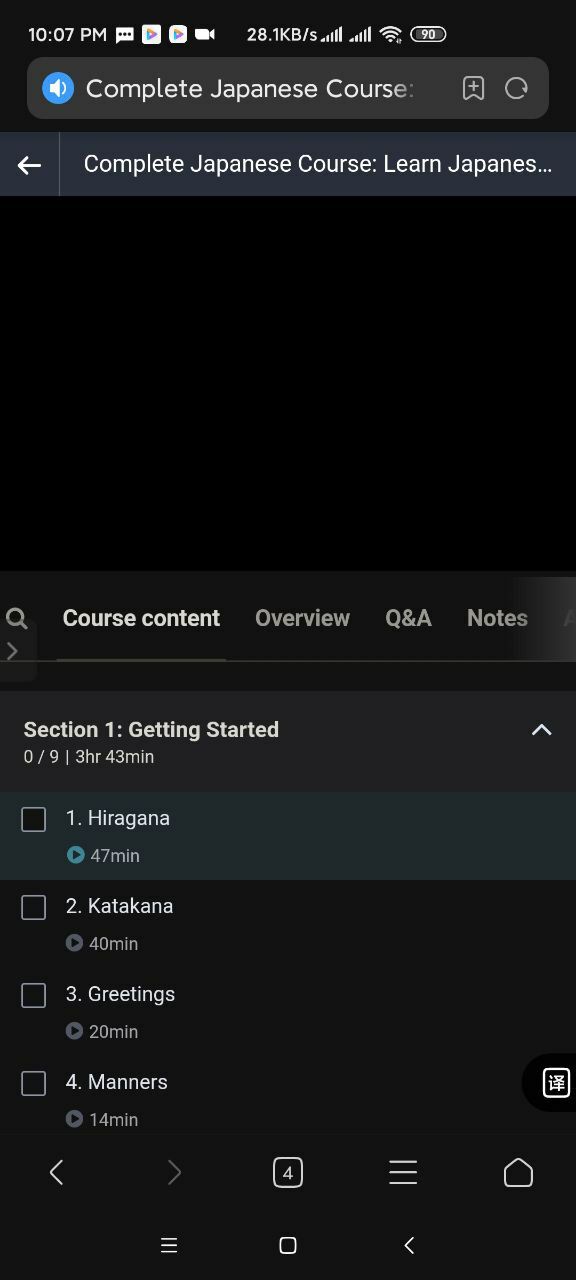 10:07 PM 28.1KB/s 90
Complete Japanese Course:
Complete Japanese Course: Learn Japanes...
Course content Overview Q&A Notes A
Section 1: Getting Started
0 / 9 | 3hr 43min
1. Hiragana
47min
2. Katakana
40min
3. Greetings
20min
4. Manners
14min
译
4